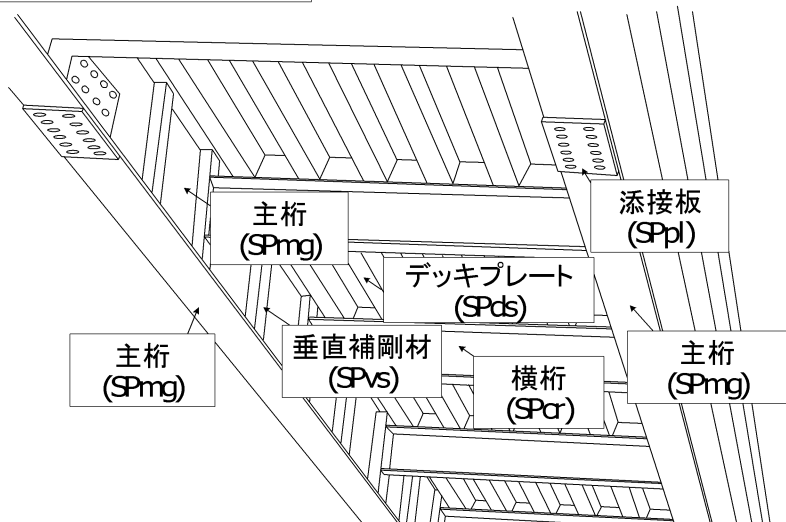 主桁
(SPmg)
添接板
(SPpl)
デッキプレート
(SPds)
主桁
(SPmg)
垂直補剛材
(SPvs)
横桁
(SPcr)
主桁
(SPmg)